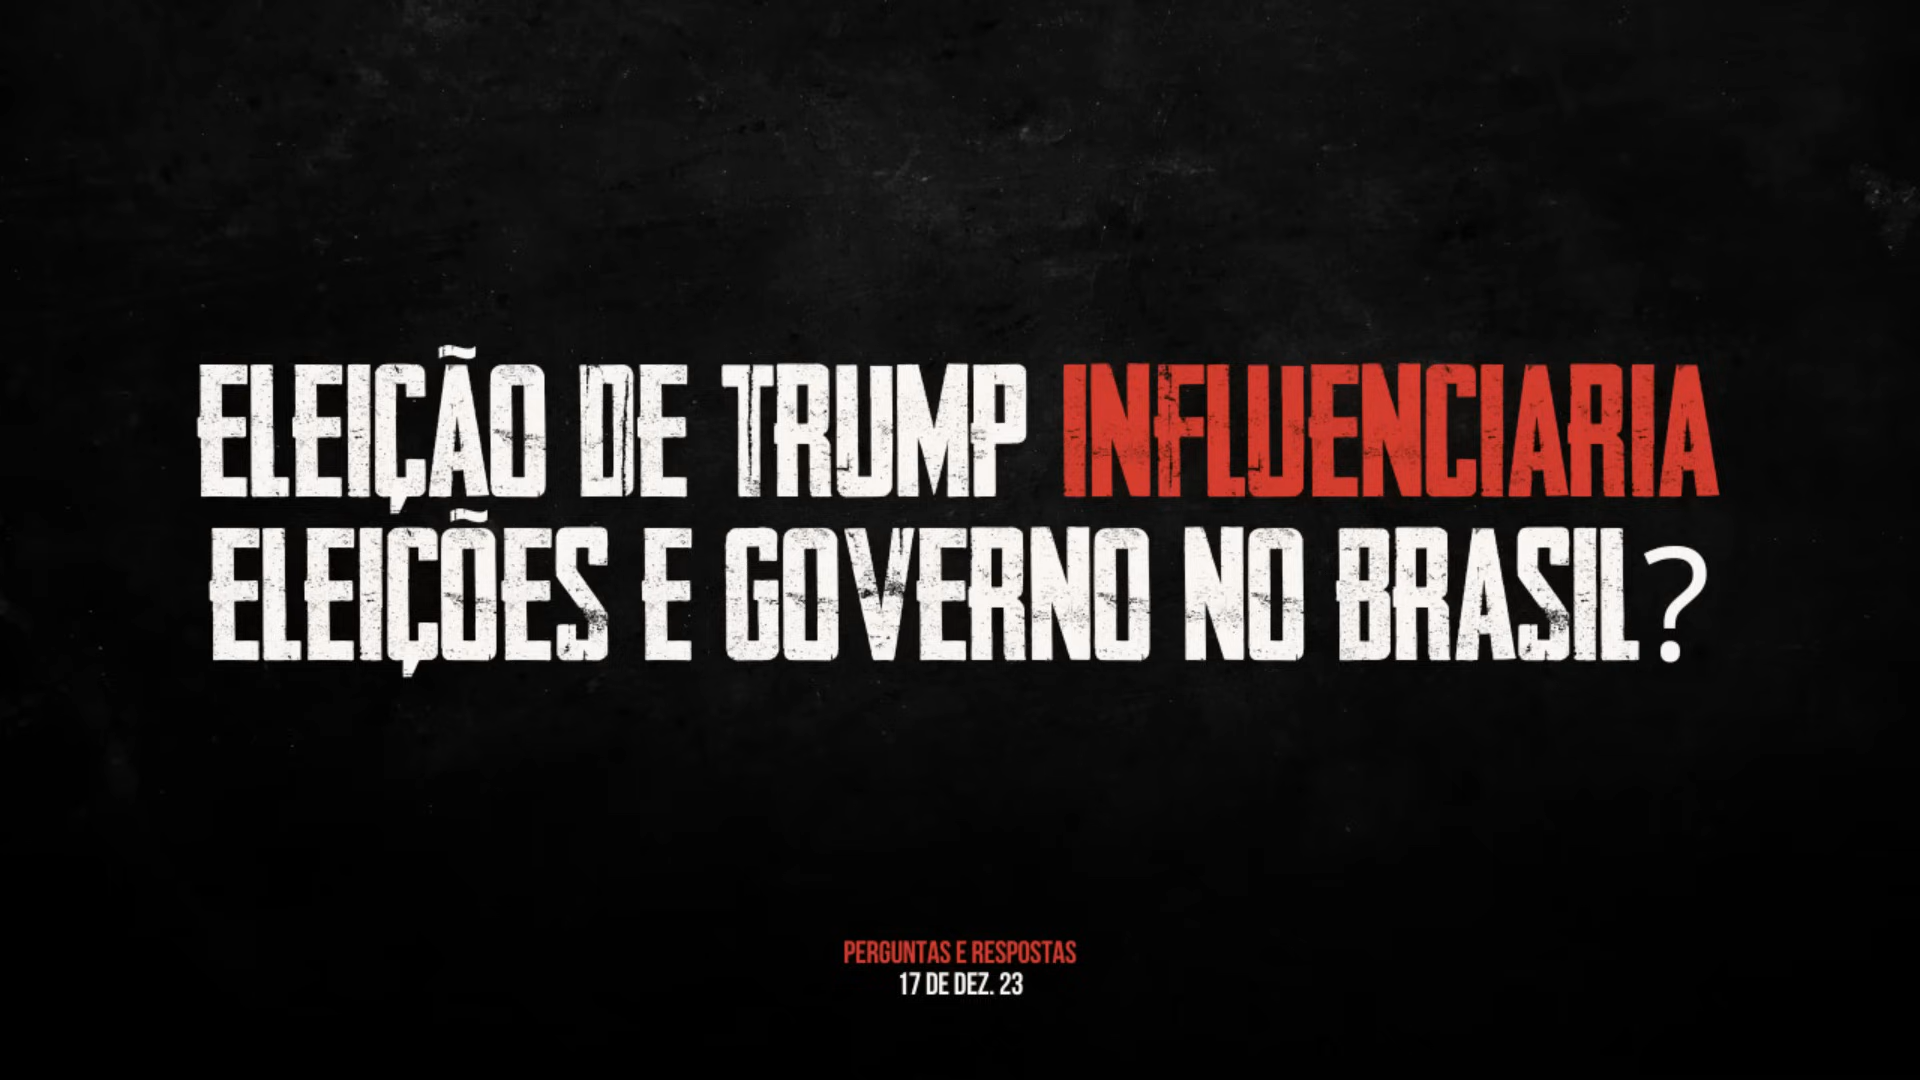 ELEIÇÃO DE TRUMP INFLUENCIARIA
ELEIÇÕES E GOVERNO NO BRASIL?
PERGUNTAS E RESPOSTAS
17 DE DEZ. 23